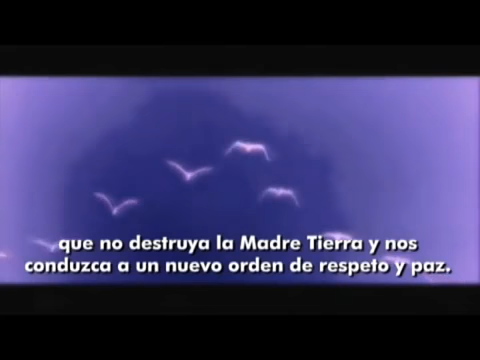 que no destruya la Madre Tierra y nos
conduzca a un nuevo orden de respeto y paz.